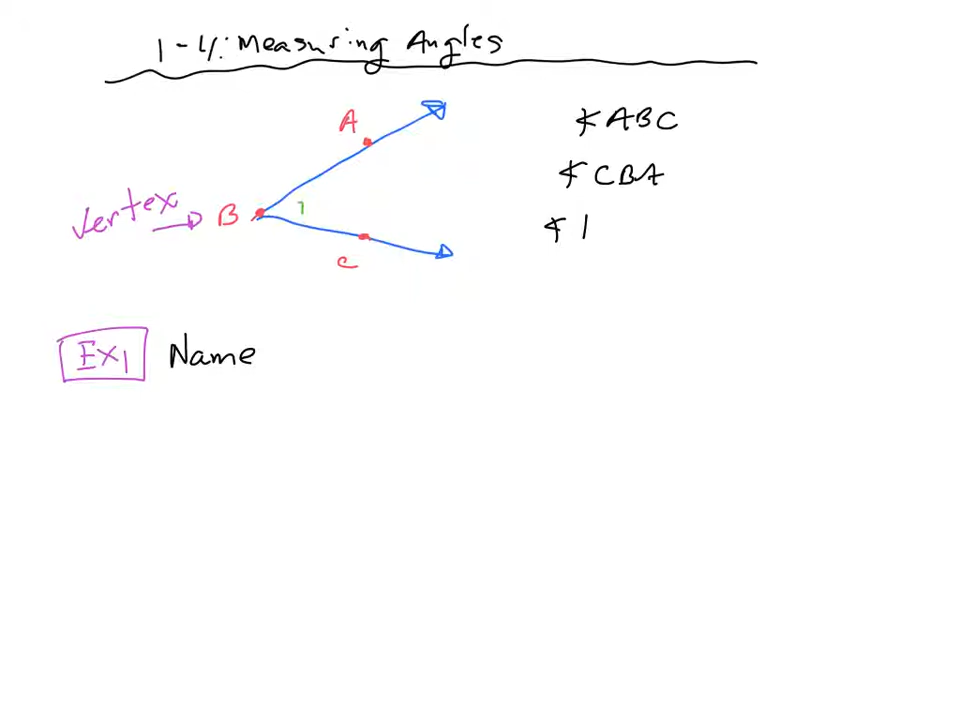 1-4: Measuring Angles
A
∢ABC
∢CBA
Vertex → B
1
∢1
C
Ex1 Name